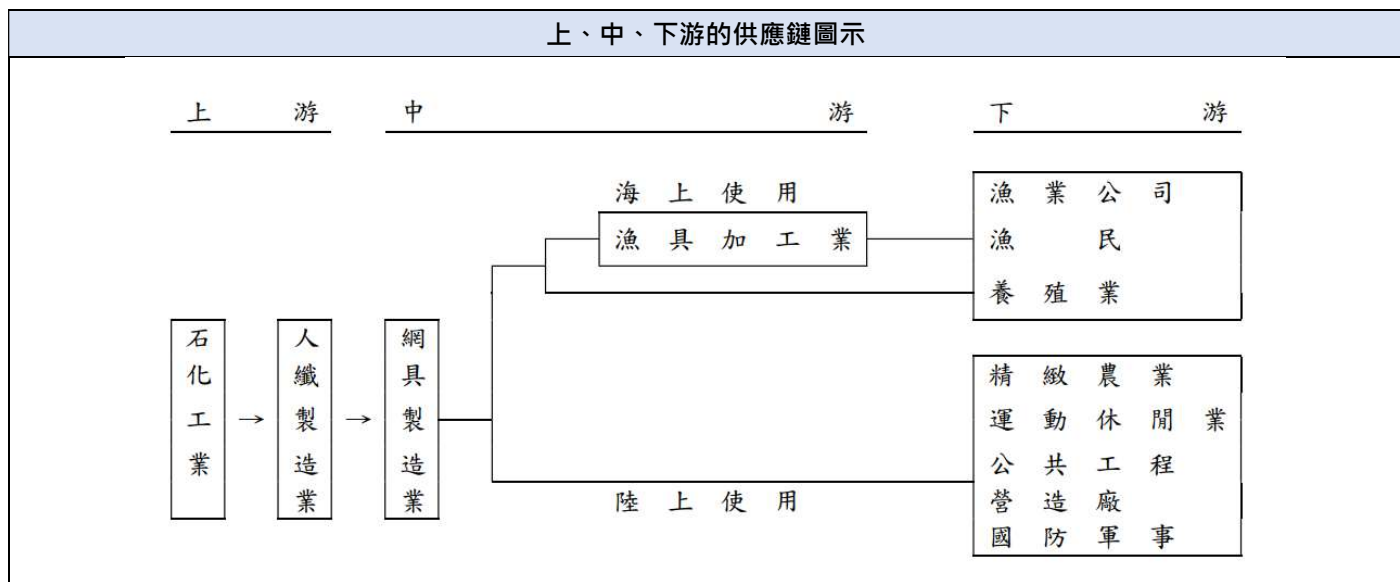 上、中、下游的供應鏈圖示
上游 中游 下游
海上使用
漁具加工業
漁業公司
漁民
養殖業
石化工業
→
人纖製造業
→
網具製造業
陸上使用
精緻農業
運動休閒業
公共工程
營造廠
國防軍事